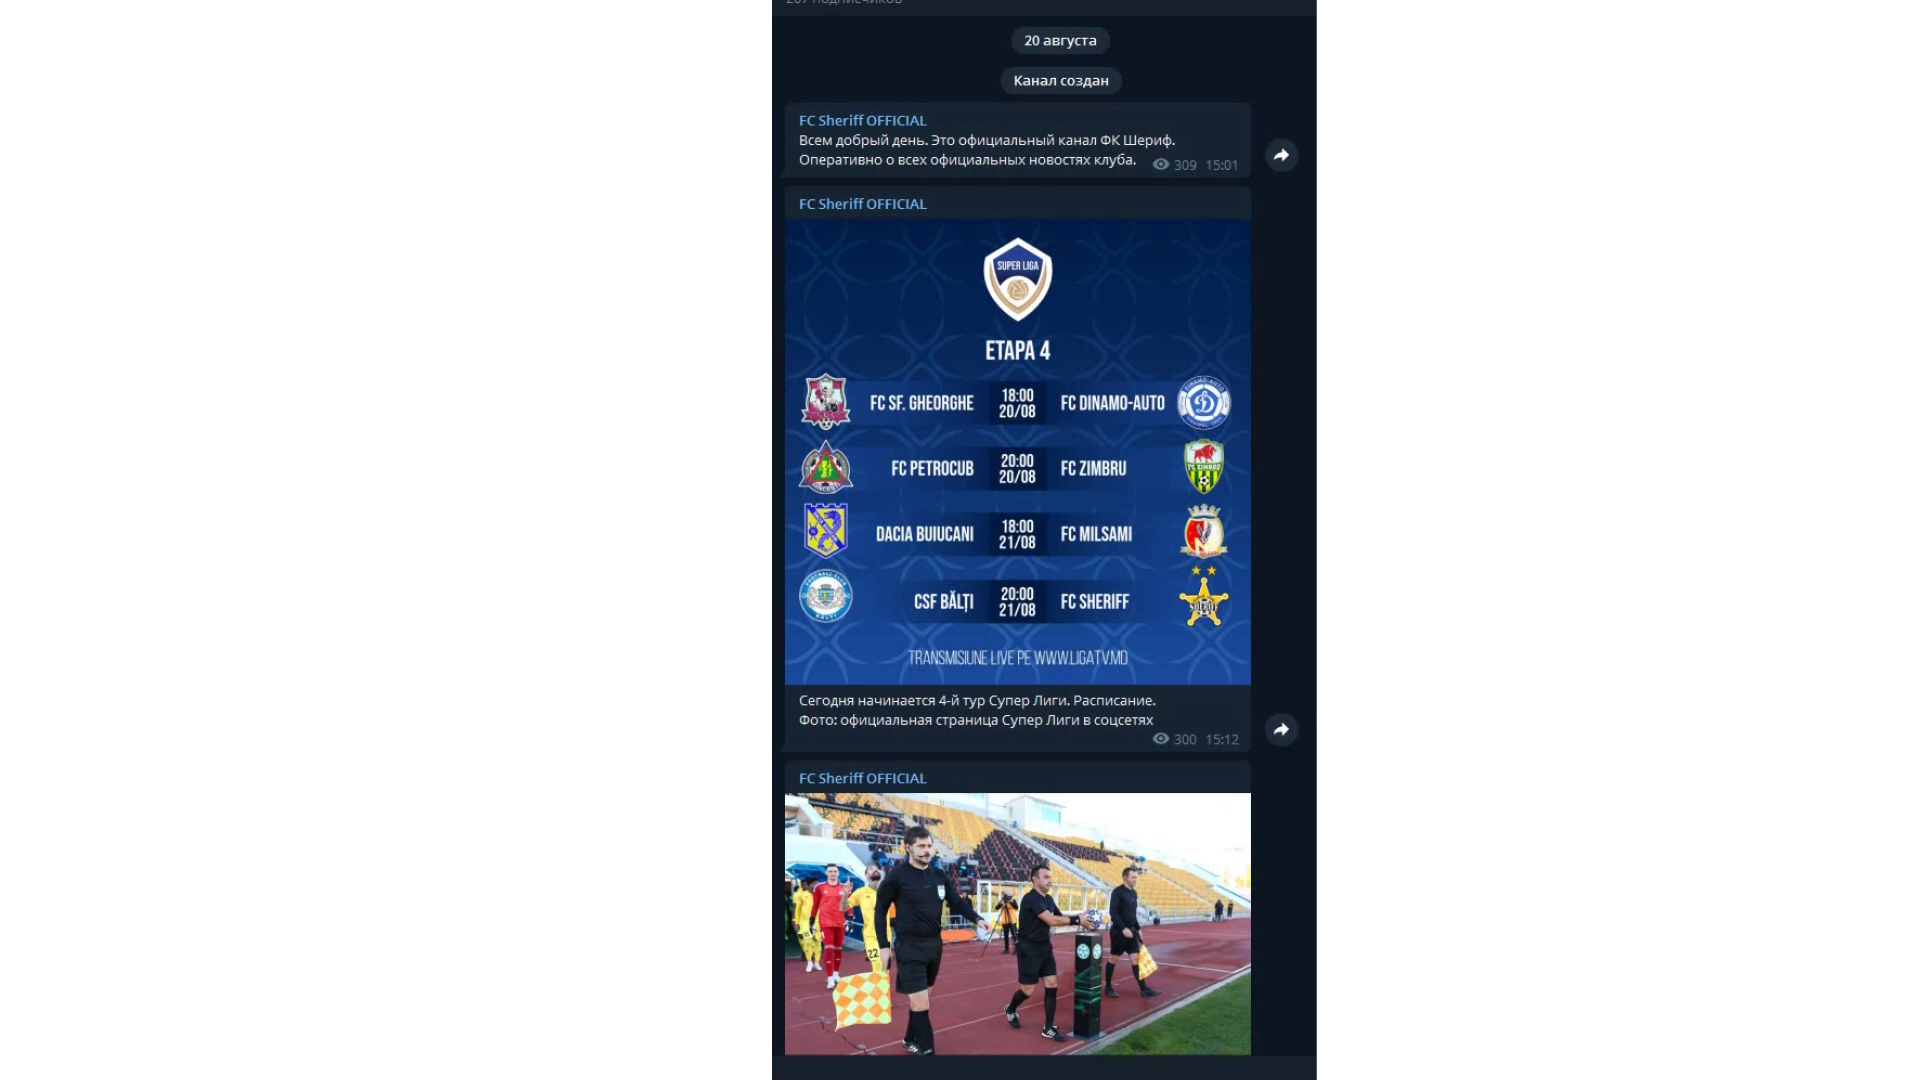 20 августа
Канал создан
FC Sheriff OFFICIAL
Всем добрый день. Это официальный канал ФК Шериф.
Оперативно о всех официальных новостях клуба.
309 15:01
FC Sheriff OFFICIAL
SUPER LIGA
ETAPA 4
FC SF. GHEORGHE 18:00 20/08 FC DINAMO-AUTO
FC PETROCUB 20:00 20/08 FC ZIMBRU
DACIA BUIUCANI 18:00 21/08 FC MILSAMI
CSF BĂLȚI 20:00 21/08 FC SHERIFF
TRANSMISIUNE LIVE PE WWW.LIGATV.MD
Сегодня начинается 4-й тур Супер Лиги. Расписание.
Фото: официальная страница Супер Лиги в соцсетях
300 15:12
FC Sheriff OFFICIAL
22